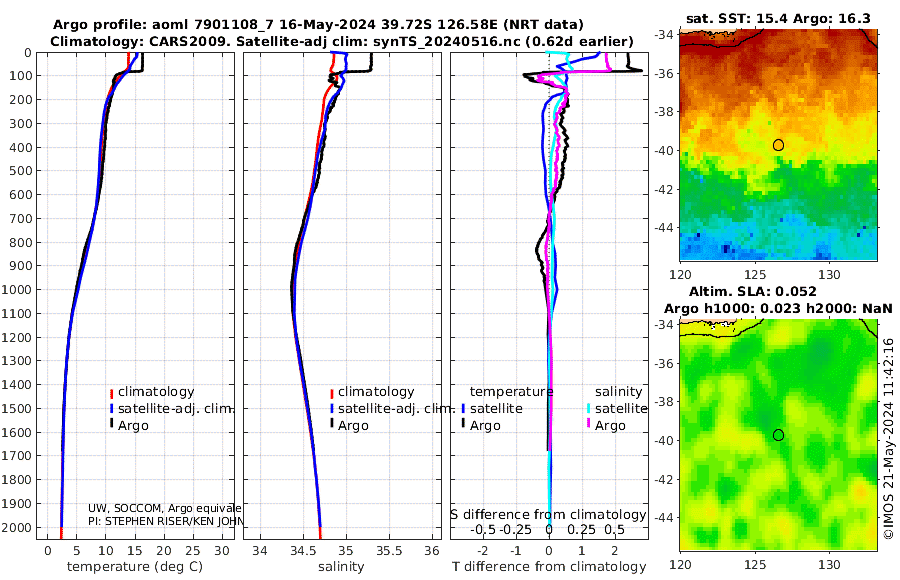 Argo profile: aoml 7901108_7 16-May-2024 39.72S 126.58E (NRT data)
Climatology: CARS2009. Satellite-adj clim: synTS_20240516.nc (0.62d earlier)
0
100
200
300
400
500
600
700
800
900
1000
1100
1200
1300
1400
1500
1600
1700
1800
1900
2000
climatology
satellite-adj. clim.
Argo
UW, SOCCOM, Argo equivale
PI: STEPHEN RISER/KEN JOHN
0 10 20 30
temperature (deg C)
climatology
satellite-adj. clim.
Argo
34 34.5 35 35.5 36
salinity
temperature salinity
satellite satellite
Argo Argo
S difference from climatology
-0.5 -0.25 0 0.25 0.5
-2 -1 0 1 2
T difference from climatology
sat. SST: 15.4 Argo: 16.3
-34
-36
-38
-40
-42
-44
120 125 130
Altim. SLA: 0.052
Argo h1000: 0.023 h2000: NaN
-34
-36
-38
-40
-42
-44
120 125 130
©IMOS 21-May-2024 11:42:16